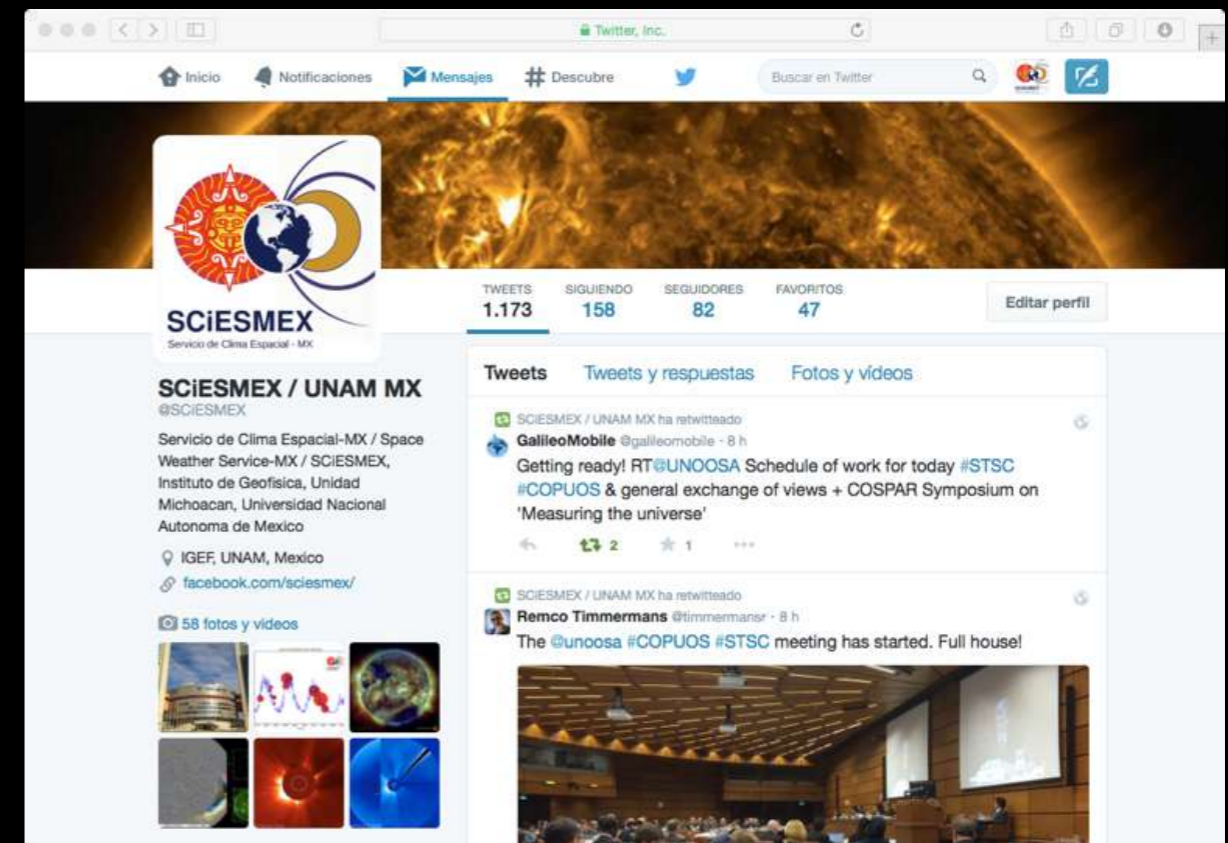 Twitter, Inc.
Inicio
Notificaciones
Mensajes
Descubre
Buscar en Twitter
SCiESMEX
Servicio de Clima Espacial - MX
TWEETS SIGUIENDO SEGUIDORES FAVORITOS
1.173 158 82 47
Editar perfil
SCiESMEX / UNAM MX
@SCiESMEX
Servicio de Clima Espacial-MX / Space
Weather Service-MX / SCiESMEX,
Instituto de Geofisica, Unidad
Michoacan, Universidad Nacional
Autonoma de Mexico
IGEF, UNAM, Mexico
facebook.com/sciesmex/
58 fotos y videos
Tweets Tweets y respuestas Fotos y vídeos
SCiESMEX / UNAM MX ha retwitteado
GalileoMobile @galileomobile - 8 h
Getting ready! RT@UNOOSA Schedule of work for today #STSC
#COPUOS & general exchange of views + COSPAR Symposium on
'Measuring the universe'
2 1
SCiESMEX / UNAM MX ha retwitteado
Remco Timmermans @timmermansr · 8 h
The @unoosa #COPUOS #STSC meeting has started. Full house!